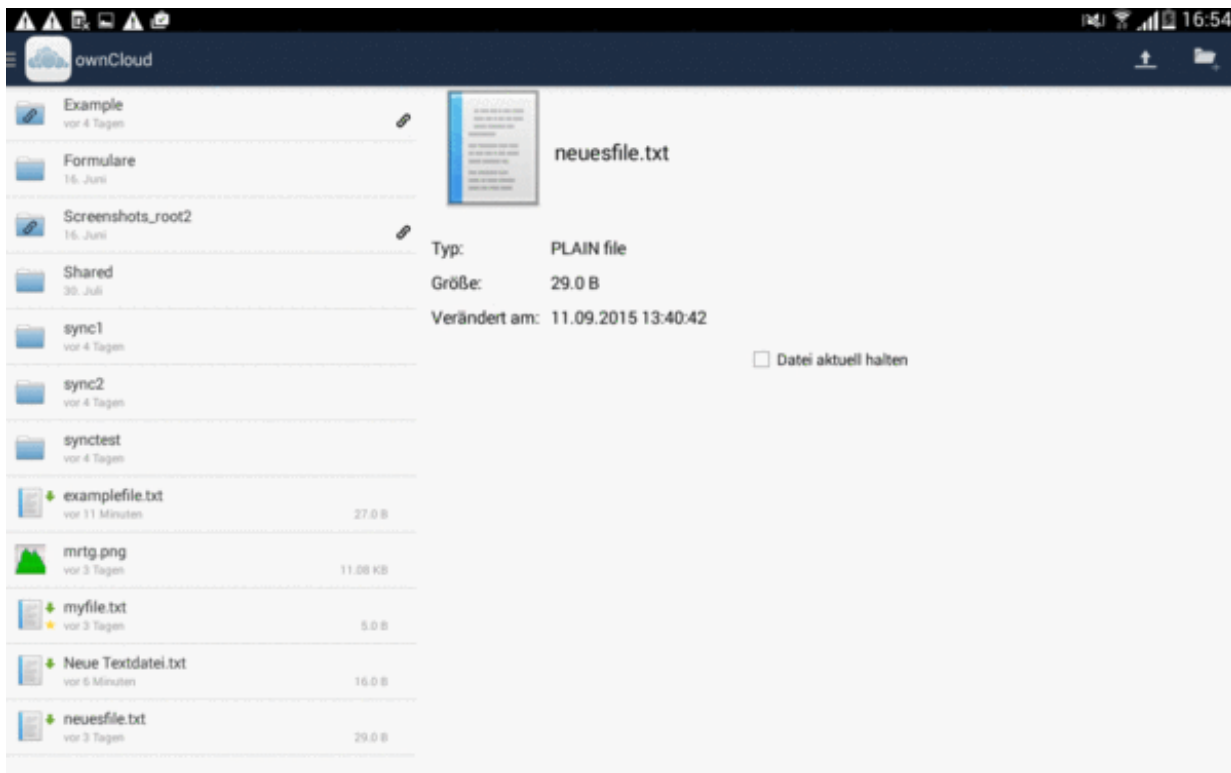 16:54
ownCloud
Example
vor 4 Tagen
Formulare
16. Juni
Screenshots_root2
16. Juni
Shared
30. Juli
sync1
vor 4 Tagen
sync2
vor 4 Tagen
synctest
vor 4 Tagen
examplefile.txt
vor 11 Minuten 27.0 B
mrtg.png
vor 3 Tagen 11.08 KB
myfile.txt
vor 3 Tagen 5.0 B
Neue Textdatei.txt
vor 6 Minuten 16.0 B
neuesfile.txt
vor 3 Tagen 29.0 B
neuesfile.txt
Typ: PLAIN file
Größe: 29.0 B
Verändert am: 11.09.2015 13:40:42
Datei aktuell halten